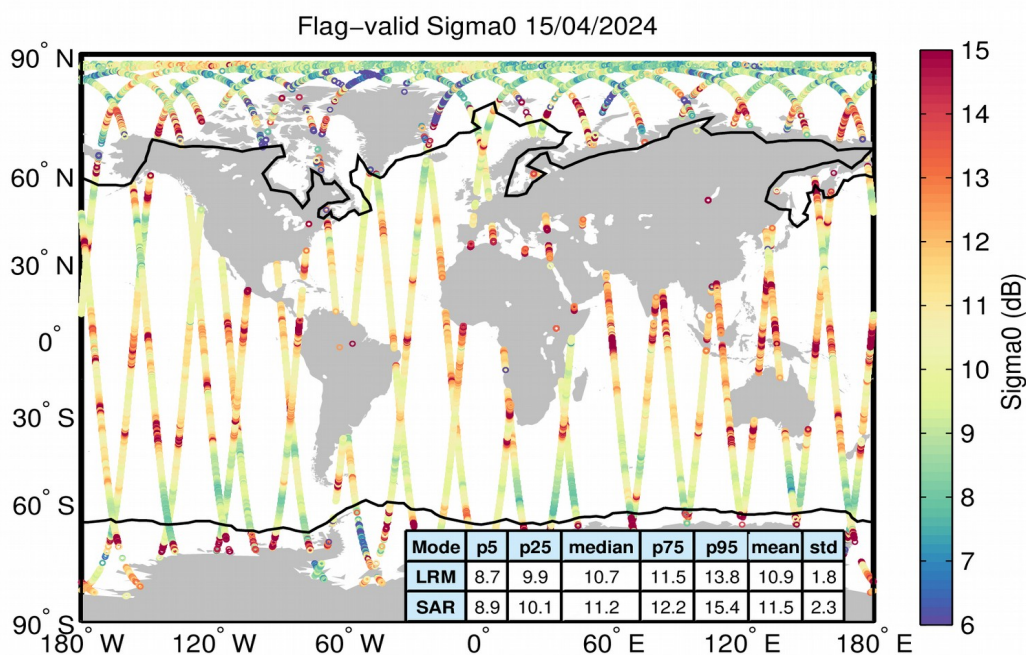 Flag−valid Sigma0 15/04/2024
90° N
60° N
30° N
0°
30° S
60° S
90° S
180° W
120° W
60° W
0°
60° E
120° E
180° E
15
14
13
12
11
10
9
8
7
6
Sigma0 (dB)
Mode p5 p25 median p75 p95 mean std
LRM 8.7 9.9 10.7 11.5 13.8 10.9 1.8
SAR 8.9 10.1 11.2 12.2 15.4 11.5 2.3